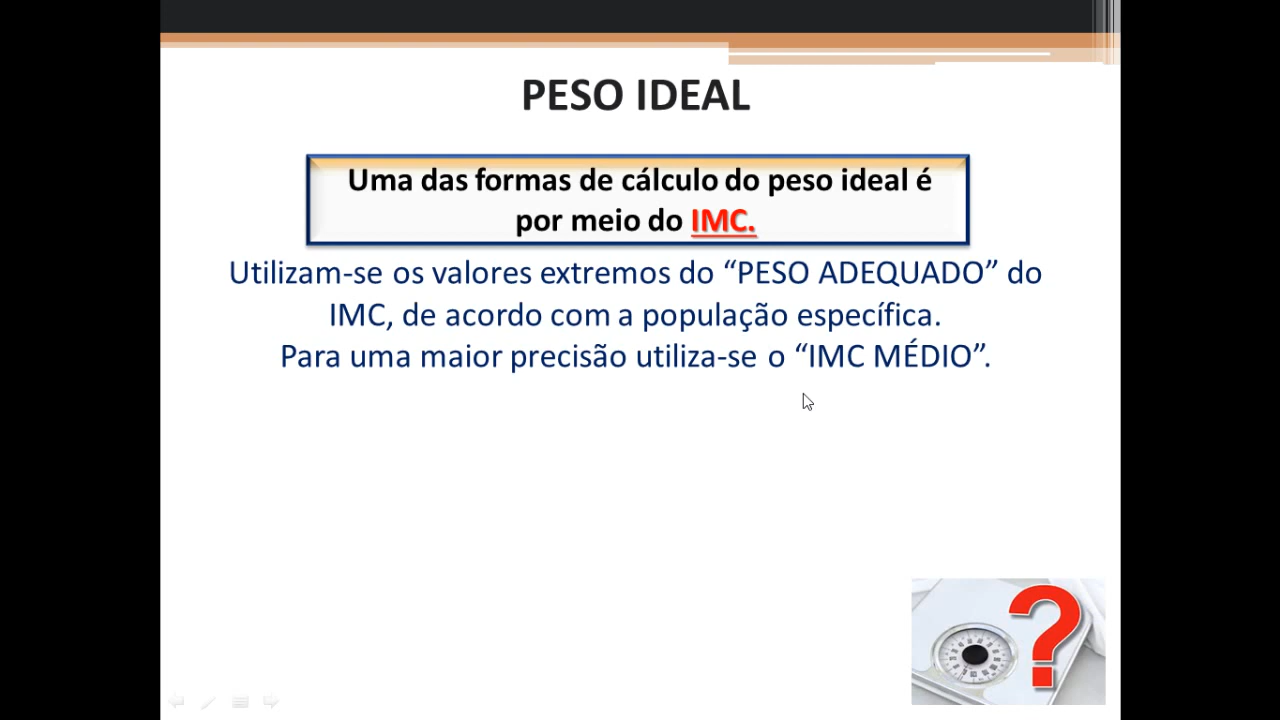 PESO IDEAL
Uma das formas de cálculo do peso ideal é
por meio do IMC.
Utilizam-se os valores extremos do “PESO ADEQUADO” do
IMC, de acordo com a população específica.
Para uma maior precisão utiliza-se o “IMC MÉDIO”.
?